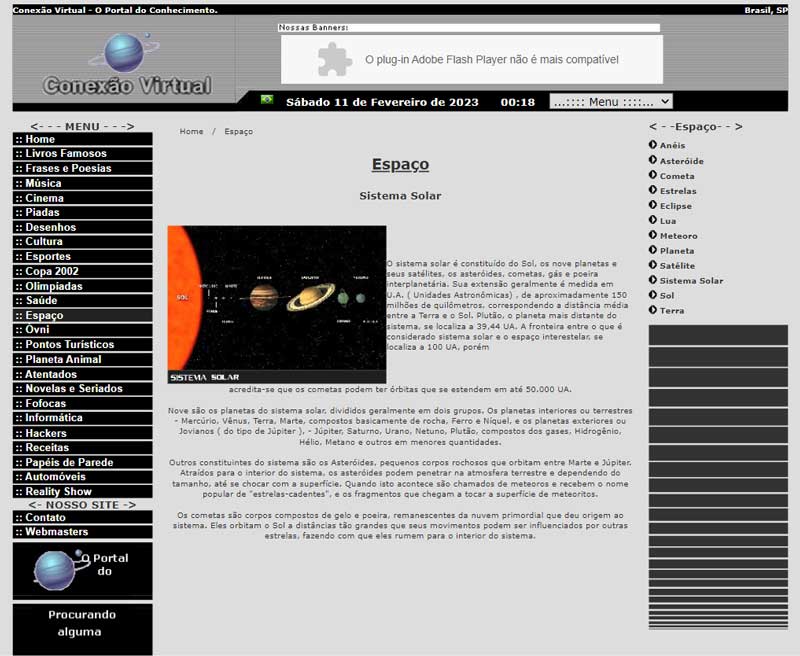 Conexão Virtual - O Portal do Conhecimento.
Brasil, SP
Conexão Virtual
Nossas Banners:
O plug-in Adobe Flash Player não é mais compatível
Sábado 11 de Fevereiro de 2023 00:18 ...:::: Menu ::::...
<- - - MENU - - ->
:: Home
:: Livros Famosos
:: Frases e Poesias
:: Música
:: Cinema
:: Piadas
:: Desenhos
:: Cultura
:: Esportes
:: Copa 2002
:: Olimpiadas
:: Saúde
:: Espaço
:: Óvni
:: Pontos Turísticos
:: Planeta Animal
:: Atentados
:: Novelas e Seriados
:: Fofocas
:: Informática
:: Hackers
:: Receitas
:: Papéis de Parede
:: Automóveis
:: Reality Show
<- NOSSO SITE ->
:: Contato
:: Webmasters
O Portal
do
Procurando
alguma
Home / Espaço
Espaço
Sistema Solar
SOL
SISTEMA SOLAR
O sistema solar é constituído do Sol, os nove planetas e
seus satélites, os asteróides, cometas, gás e poeira
interplanetária. Sua extensão geralmente é medida em
U.A. ( Unidades Astronômicas) , de aproximadamente 150
milhões de quilômetros, correspondendo a distância média
entre a Terra e o Sol. Plutão, o planeta mais distante do
sistema, se localiza a 39,44 UA. A fronteira entre o que é
considerado sistema solar e o espaço interestelar, se
localiza a 100 UA, porém
acredita-se que os cometas podem ter órbitas que se estendem em até 50.000 UA.
Nove são os planetas do sistema solar, divididos geralmente em dois grupos. Os planetas interiores ou terrestres
- Mercúrio, Vênus, Terra, Marte, compostos basicamente de rocha, Ferro e Níquel, e os planetas exteriores ou
Jovianos ( do tipo de Júpiter ), - Júpiter, Saturno, Urano, Netuno, Plutão, compostos dos gases, Hidrogênio,
Hélio, Metano e outros em menores quantidades.
Outros constituintes do sistema são os Asteróides, pequenos corpos rochosos que orbitam entre Marte e Júpiter.
Atraídos para o interior do sistema, os asteróides podem penetrar na atmosfera terrestre e dependendo do
tamanho, até se chocar com a superfície. Quando isto acontece são chamados de meteoros e recebem o nome
popular de "estrelas-cadentes", e os fragmentos que chegam a tocar a superfície de meteoritos.
Os cometas são corpos compostos de gelo e poeira, remanescentes da nuvem primordial que deu origem ao
sistema. Eles orbitam o Sol a distâncias tão grandes que seus movimentos podem ser influenciados por outras
estrelas, fazendo com que eles rumem para o interior do sistema.
< - -Espaço- - >
Anéis
Asteróide
Cometa
Estrelas
Eclipse
Lua
Meteoro
Planeta
Satélite
Sistema Solar
Sol
Terra